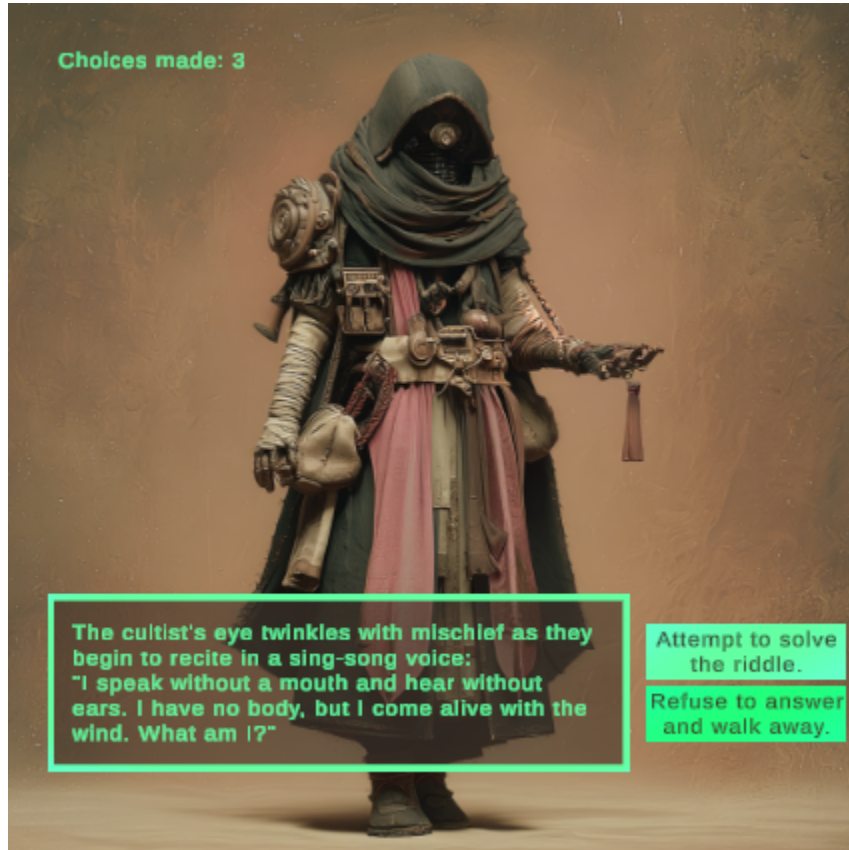 Choices made: 3
The cultist's eye twinkles with mischief as they
begin to recite in a sing-song voice:
"I speak without a mouth and hear without
ears. I have no body, but I come alive with the
wind. What am I?"
Attempt to solve
the riddle.
Refuse to answer
and walk away.